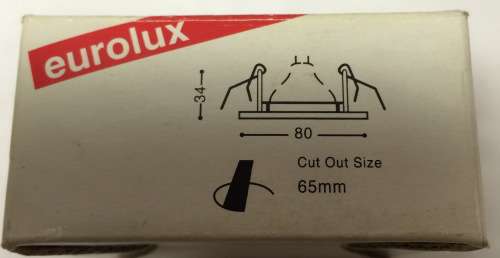 eurolux
34
80
Cut Out Size
65mm